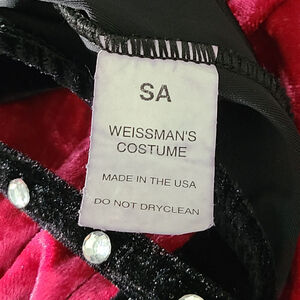 SA
WEISSMAN'S
COSTUME
MADE IN THE USA
DO NOT DRYCLEAN